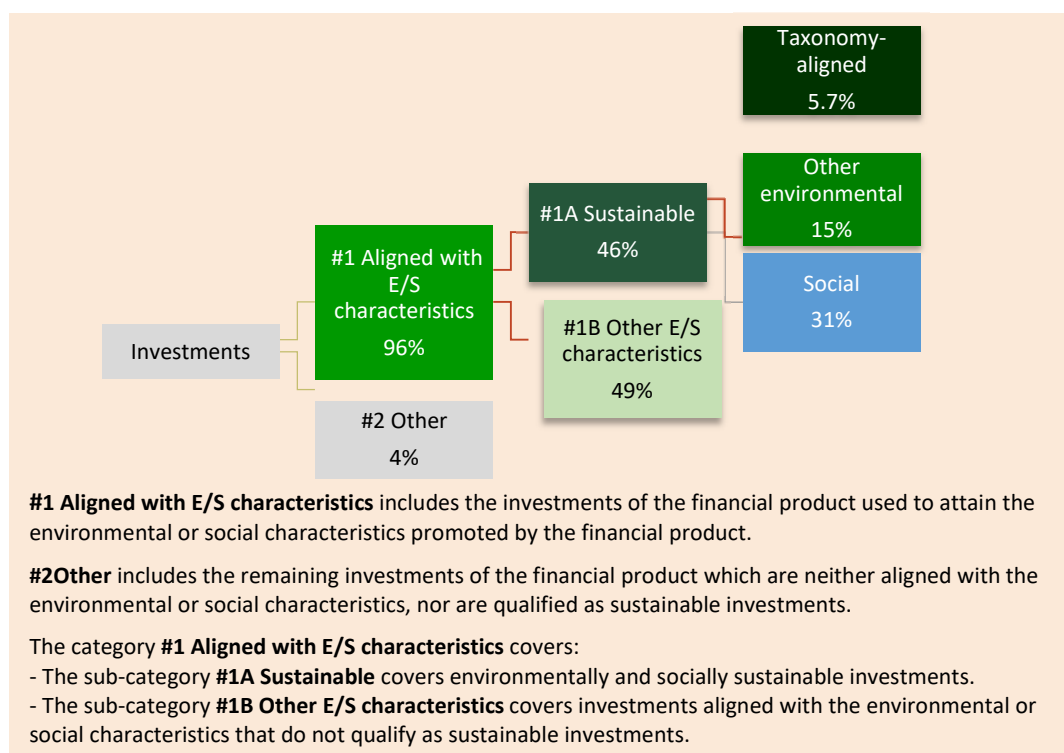 Taxonomy-
aligned
5.7%
Other
environmental
15%
#1A Sustainable
46%
#1 Aligned with
E/S
characteristics
96%
Social
31%
#1B Other E/S
characteristics
49%
Investments
#2 Other
4%
#1 Aligned with E/S characteristics includes the investments of the financial product used to attain the
environmental or social characteristics promoted by the financial product.
#2Other includes the remaining investments of the financial product which are neither aligned with the
environmental or social characteristics, nor are qualified as sustainable investments.
The category #1 Aligned with E/S characteristics covers:
- The sub-category #1A Sustainable covers environmentally and socially sustainable investments.
- The sub-category #1B Other E/S characteristics covers investments aligned with the environmental or
social characteristics that do not qualify as sustainable investments.